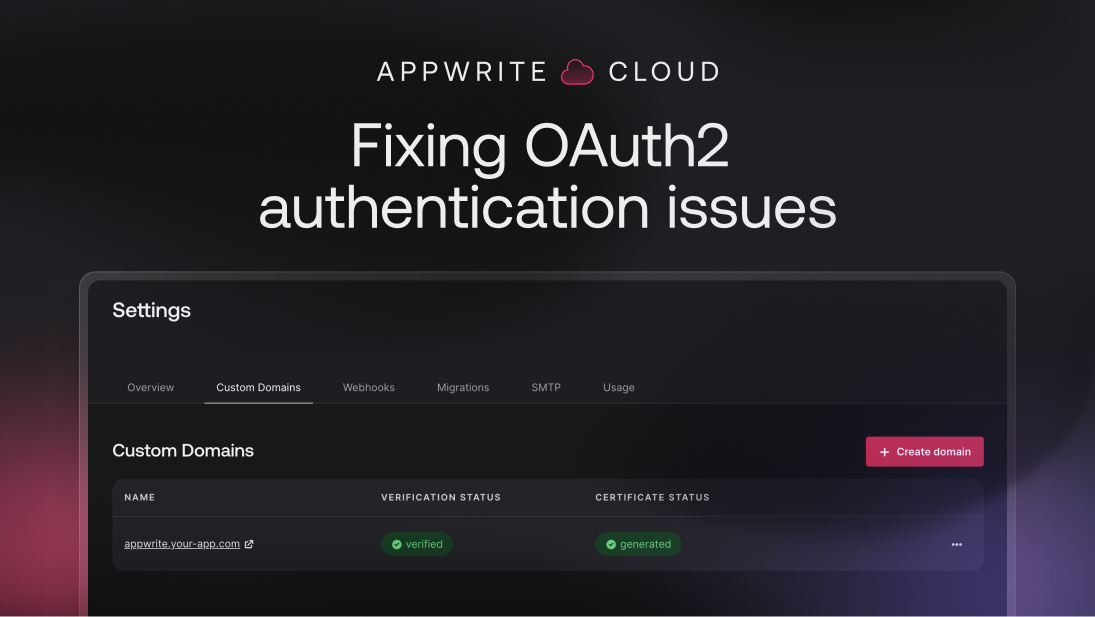 APPWRITE CLOUD
Fixing OAuth2
authentication issues
Settings
Overview Custom Domains Webhooks Migrations SMTP Usage
Custom Domains
+ Create domain
NAME VERIFICATION STATUS CERTIFICATE STATUS
appwrite.your-app.com verified generated